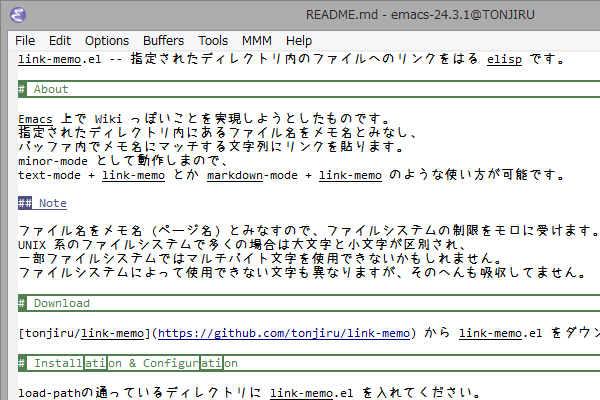 README.md - emacs-24.3.1@TONJIRU
File Edit Options Buffers Tools MMM Help
link-memo.el -- 指定されたディレクトリ内のファイルへのリンクをはる elisp です。
# About
Emacs 上で Wiki っぽいことを実現しようとしたものです。
指定されたディレクトリ内にあるファイル名をメモ名とみなし、
バッファ内でメモ名にマッチする文字列にリンクを貼ります。
minor-mode として動作しまので、
text-mode + link-memo とか markdown-mode + link-memo のような使い方が可能です。
## Note
ファイル名をメモ名 (ページ名) とみなすので、ファイルシステムの制限をモロに受けます。
UNIX 系のファイルシステムで多くの場合は大文字と小文字が区別され、
一部ファイルシステムではマルチバイト文字を使用できないかもしれません。
ファイルシステムによって使用できない文字も異なりますが、そのへんも吸収してません。
# Download
[tonjiru/link-memo](https://github.com/tonjiru/link-memo) から link-memo.el をダウン
# Installation & Configuration
load-pathの通っているディレクトリに link-memo.el を入れてください。